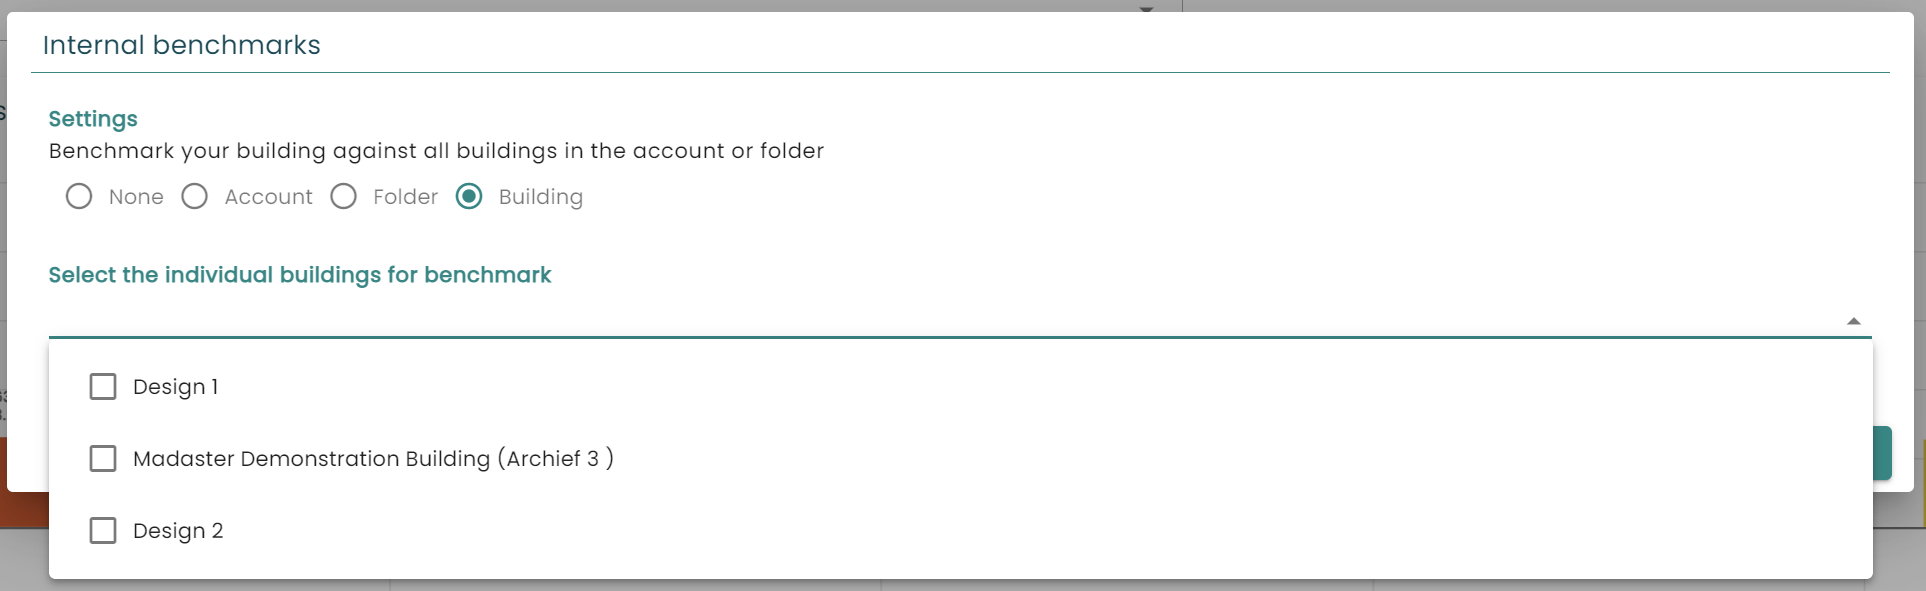 Internal benchmarks
Settings
Benchmark your building against all buildings in the account or folder
None Account Folder Building
Select the individual buildings for benchmark
Design 1
Madaster Demonstration Building (Archief 3 )
Design 2